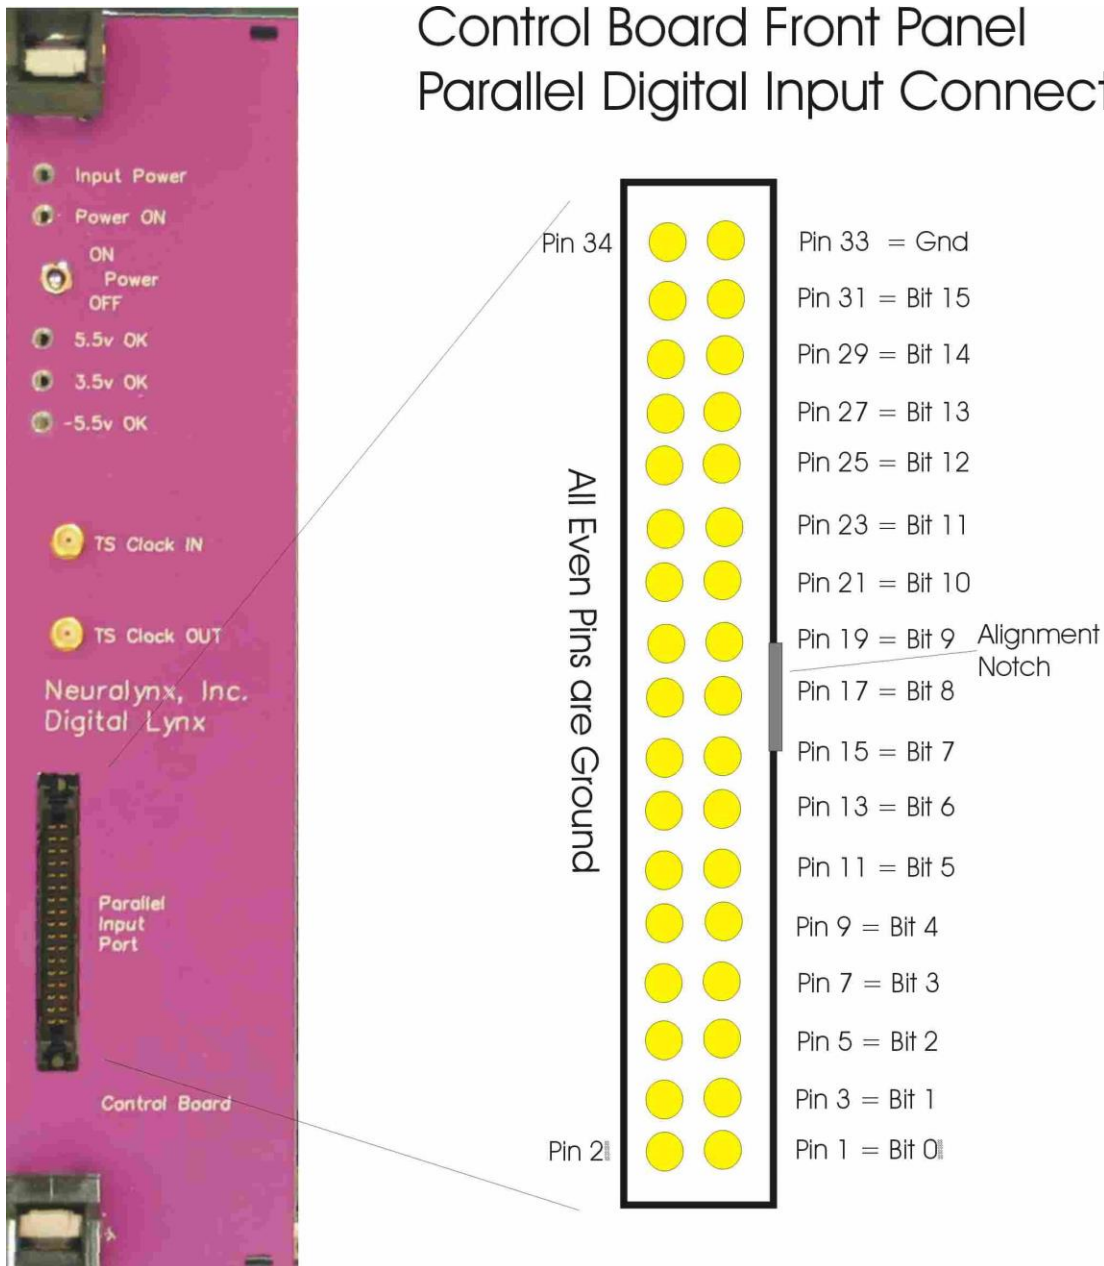 Control Board Front Panel
Parallel Digital Input Connect
Input Power
Power ON
ON
Power
OFF
5.5v OK
3.5v OK
-5.5v OK
TS Clock IN
TS Clock OUT
Neuralynx, Inc.
Digital Lynx
Parallel
Input
Port
Control Board
Pin 34
Pin 33 = Gnd
Pin 31 = Bit 15
Pin 29 = Bit 14
Pin 27 = Bit 13
Pin 25 = Bit 12
Pin 23 = Bit 11
Pin 21 = Bit 10
Pin 19 = Bit 9
Alignment
Notch
Pin 17 = Bit 8
Pin 15 = Bit 7
Pin 13 = Bit 6
Pin 11 = Bit 5
Pin 9 = Bit 4
Pin 7 = Bit 3
Pin 5 = Bit 2
Pin 3 = Bit 1
Pin 2
Pin 1 = Bit 0
All Even Pins are Ground